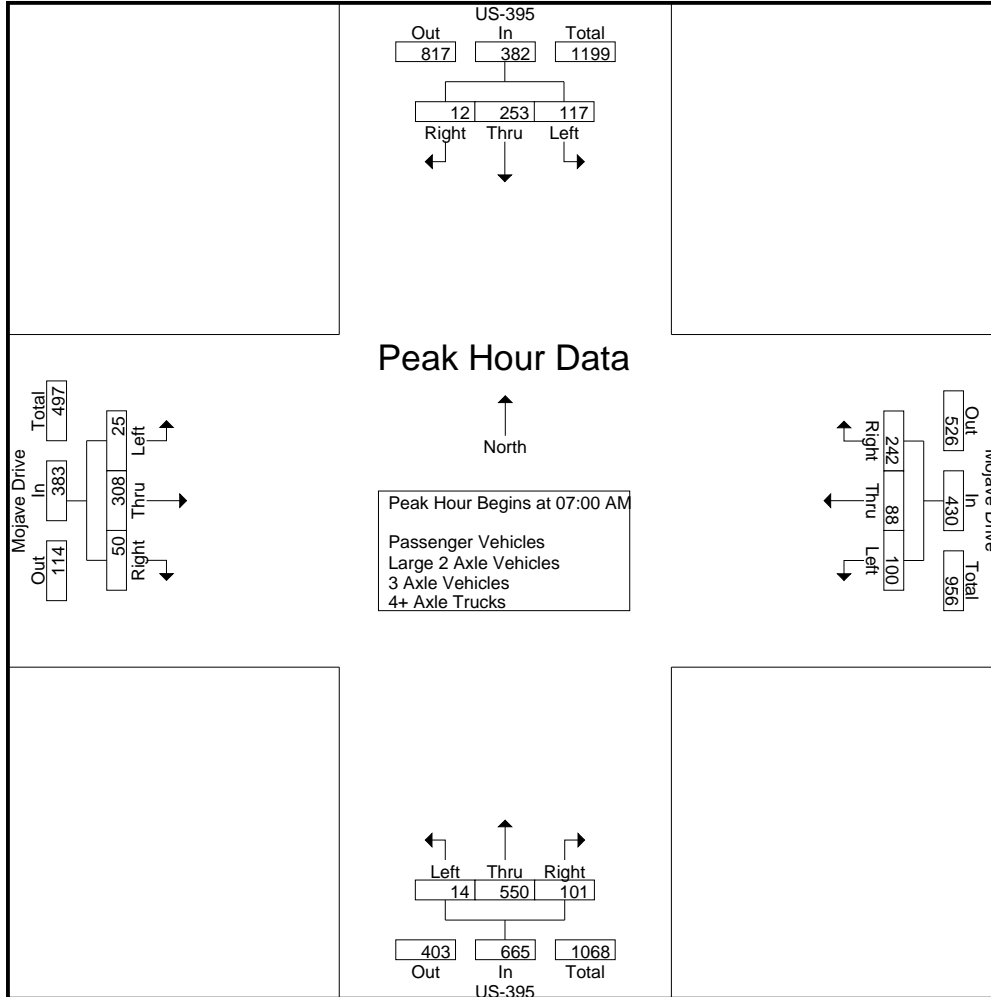 US-395
Out In Total
817 382 1199
12 253 117
Right Thru Left
Peak Hour Data
North
Peak Hour Begins at 07:00 AM
Passenger Vehicles
Large 2 Axle Vehicles
3 Axle Vehicles
4+ Axle Trucks
Mojave Drive
Out In Total
114 383 497
50 308 25
Right Thru Left
Mojave Drive
Out In Total
526 430 956
242 88 100
Right Thru Left
Left Thru Right
14 550 101
403 665 1068
Out In Total
US-395